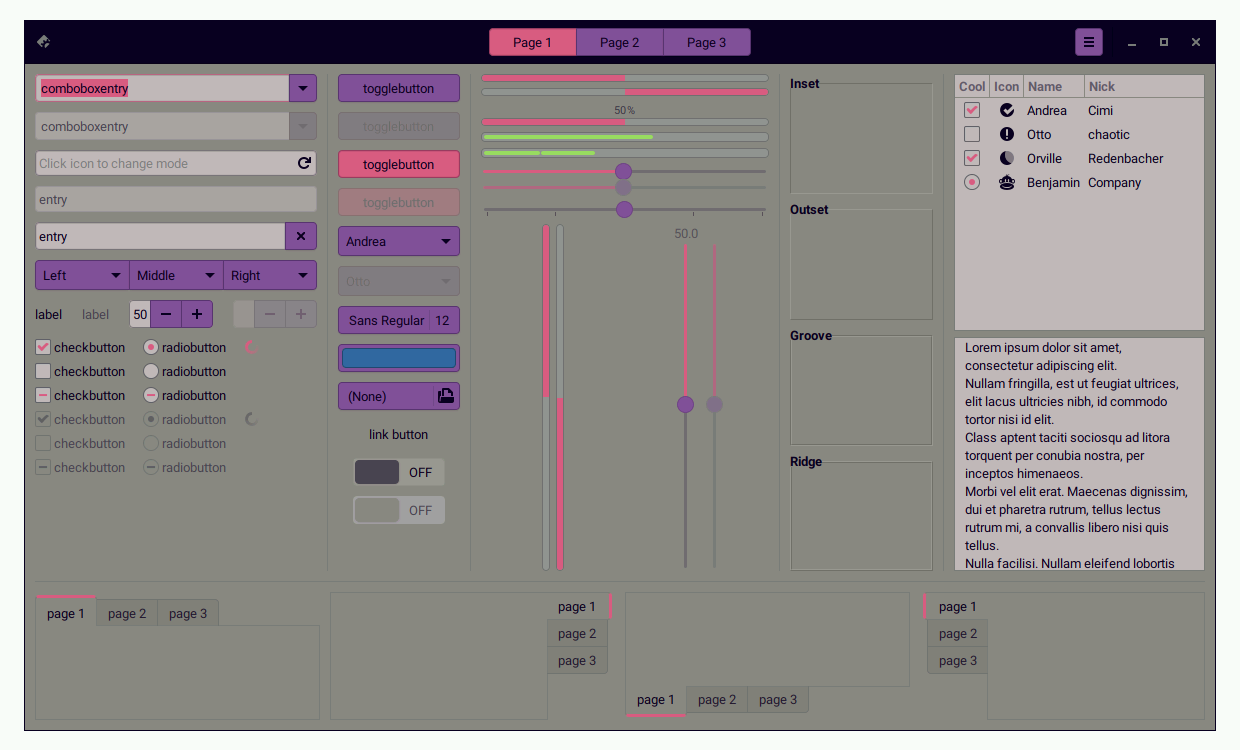 Page 1 Page 2 Page 3
comboboxentry
comboboxentry
Click icon to change mode
entry
entry
Left Middle Right
label label 50
checkbutton radiobutton
checkbutton radiobutton
checkbutton radiobutton
checkbutton radiobutton
checkbutton radiobutton
checkbutton radiobutton
togglebutton
togglebutton
togglebutton
togglebutton
Andrea
Otto
Sans Regular 12
(None)
link button
OFF
OFF
50%
50.0
Inset
Outset
Groove
Ridge
Cool Icon Name Nick
Andrea Cimi
Otto chaotic
Orville Redenbacher
Benjamin Company
Lorem ipsum dolor sit amet,
consectetur adipiscing elit.
Nullam fringilla, est ut feugiat ultrices,
elit lacus ultricies nibh, id commodo
tortor nisi id elit.
Class aptent taciti sociosqu ad litora
torquent per conubia nostra, per
inceptos himenaeos.
Morbi vel elit erat. Maecenas dignissim,
dui et pharetra rutrum, tellus lectus
rutrum mi, a convallis libero nisi quis
tellus.
Nulla facilisi. Nullam eleifend lobortis
page 1 page 2 page 3
page 1
page 2
page 3
page 1 page 2 page 3
page 1
page 2
page 3